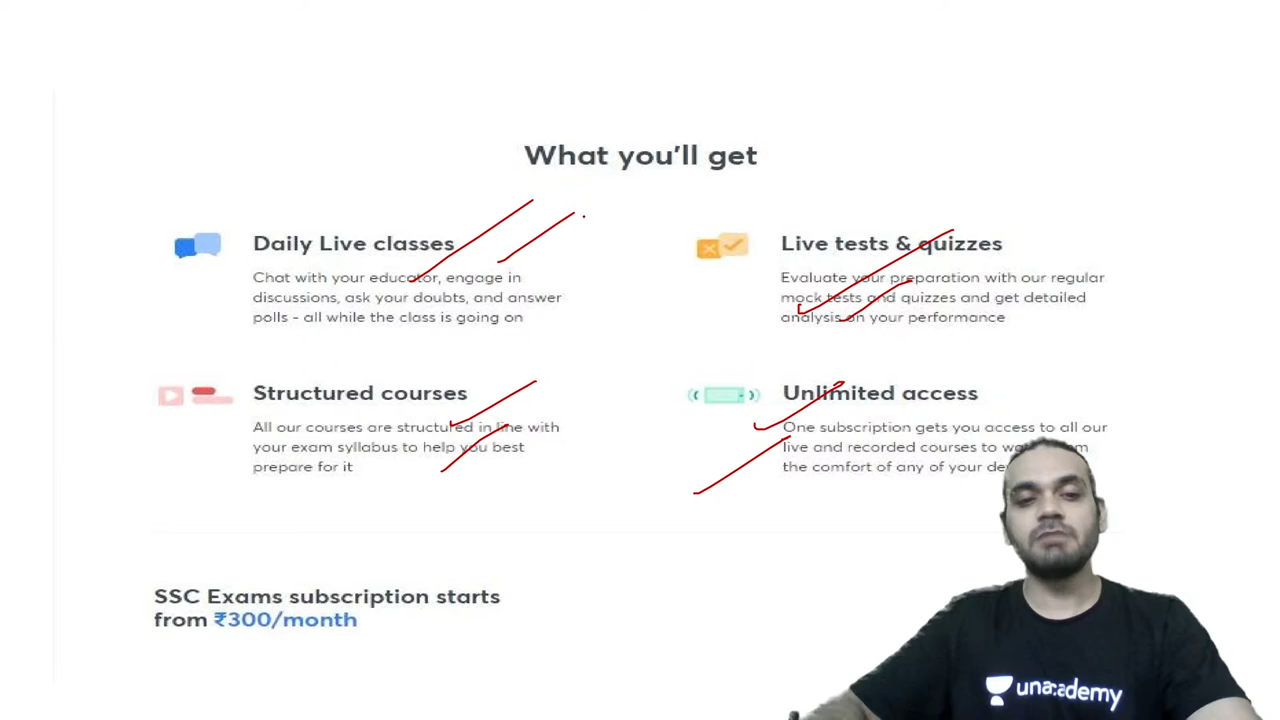 What you'll get
Daily Live classes
Chat with your educator, engage in
discussions, ask your doubts, and answer
polls - all while the class is going on
Live tests & quizzes
Evaluate your preparation with our regular
mock tests and quizzes and get detailed
analysis on your performance
Structured courses
All our courses are structured in line with
your exam syllabus to help you best
prepare for it
Unlimited access
One subscription gets you access to all our
live and recorded courses to
the comfort of any of your
SSC Exams subscription starts
from ₹300/month
unacademy